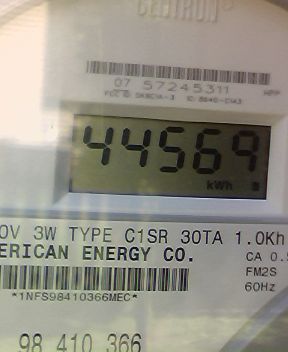 CENTRON®
07 57245311
44569
kWh
0V 3W TYPE C1SR 30TA 1.0Kh
ERICAN ENERGY CO. CA 0.5
FM2S
*1NFS98410366MEC* 60Hz
98 410 366